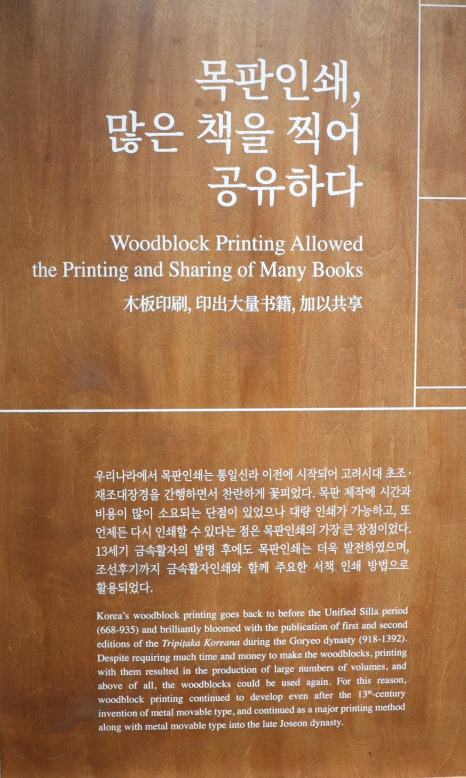 목판인쇄,
많은 책을 찍어
공유하다
Woodblock Printing Allowed
the Printing and Sharing of Many Books
木板印刷, 印出大量书籍, 加以共享
우리나라에서 목판인쇄는 통일신라 이전에 시작되어 고려시대 초조·
재조대장경을 간행하면서 찬란하게 꽃피었다. 목판 제작에 시간과
비용이 많이 소요되는 단점이 있었으나 대량 인쇄가 가능하고, 또
언제든 다시 인쇄할 수 있다는 점은 목판인쇄의 가장 큰 장점이었다.
13세기 금속활자의 발명 후에도 목판인쇄는 더욱 발전하였으며,
조선후기까지 금속활자인쇄와 함께 주요한 서책 인쇄 방법으로
활용되었다.
Korea's woodblock printing goes back to before the Unified Silla period
(668-935) and brilliantly bloomed with the publication of first and second
editions of the Tripitaka Koreana during the Goryeo dynasty (918-1392).
Despite requiring much time and money to make the woodblocks, printing
with them resulted in the production of large numbers of volumes, and
above of all, the woodblocks could be used again. For this reason,
woodblock printing continued to develop even after the 13th-century
invention of metal movable type, and continued as a major printing method
along with metal movable type into the late Joseon dynasty.